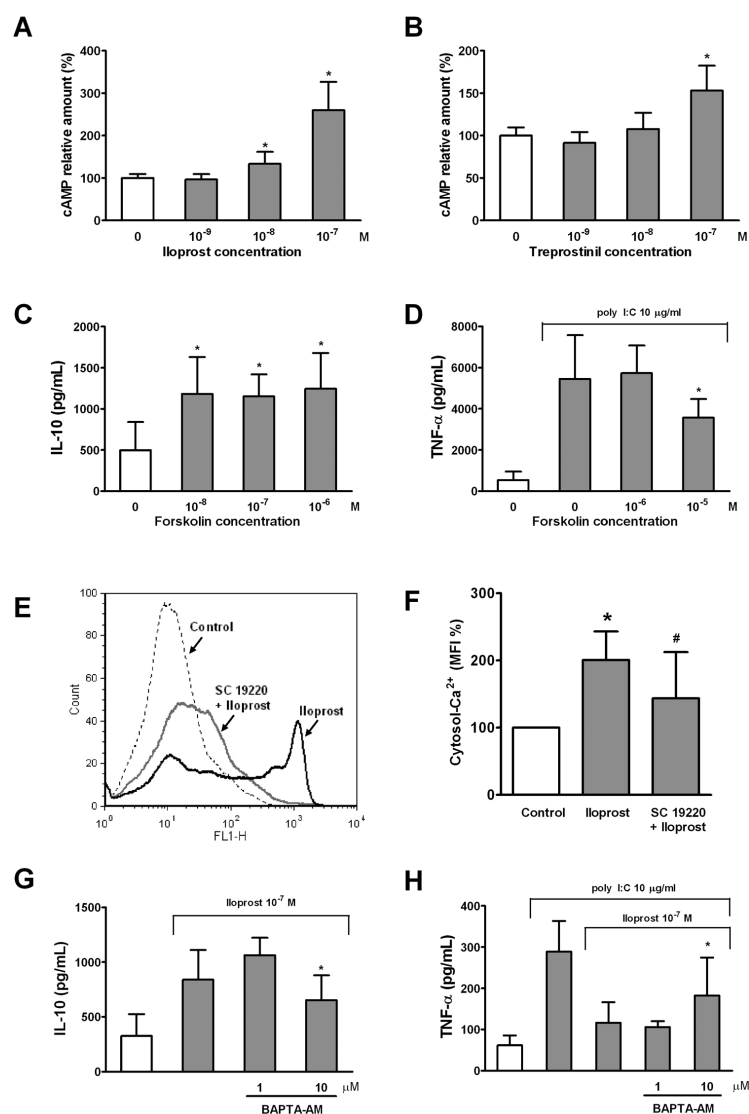 A
cAMP relative amount (%)
400
300
200
100
0
0 10-9 10-8 10-7 M
* *
Iloprost concentration
B
cAMP relative amount (%)
200
150
100
50
0
*
0 10-9 10-8 10-7 M
Treprostinil concentration
C
IL-10 (pg/mL)
2000
1500
1000
500
0
* * *
0 10-8 10-7 10-6 M
Forskolin concentration
D
poly I:C 10 μg/ml
TNF-α (pg/mL)
8000
6000
4000
2000
0
*
0 0 10-6 10-5 M
Forskolin concentration
E
Count
100
80
60
40
20
0
Control
SC 19220
+ Iloprost
Iloprost
100 101 102 103 104
FL1-H
F
Cytosol-Ca2+ (MFI %)
300
200
100
0
* #
Control Iloprost SC 19220
+ Iloprost
G
Iloprost 10-7 M
IL-10 (pg/mL)
1500
1000
500
0
*
1 10 μM
BAPTA-AM
H
poly I:C 10 μg/ml
Iloprost 10-7 M
TNF-α (pg/mL)
400
300
200
100
0
*
1 10 μM
BAPTA-AM